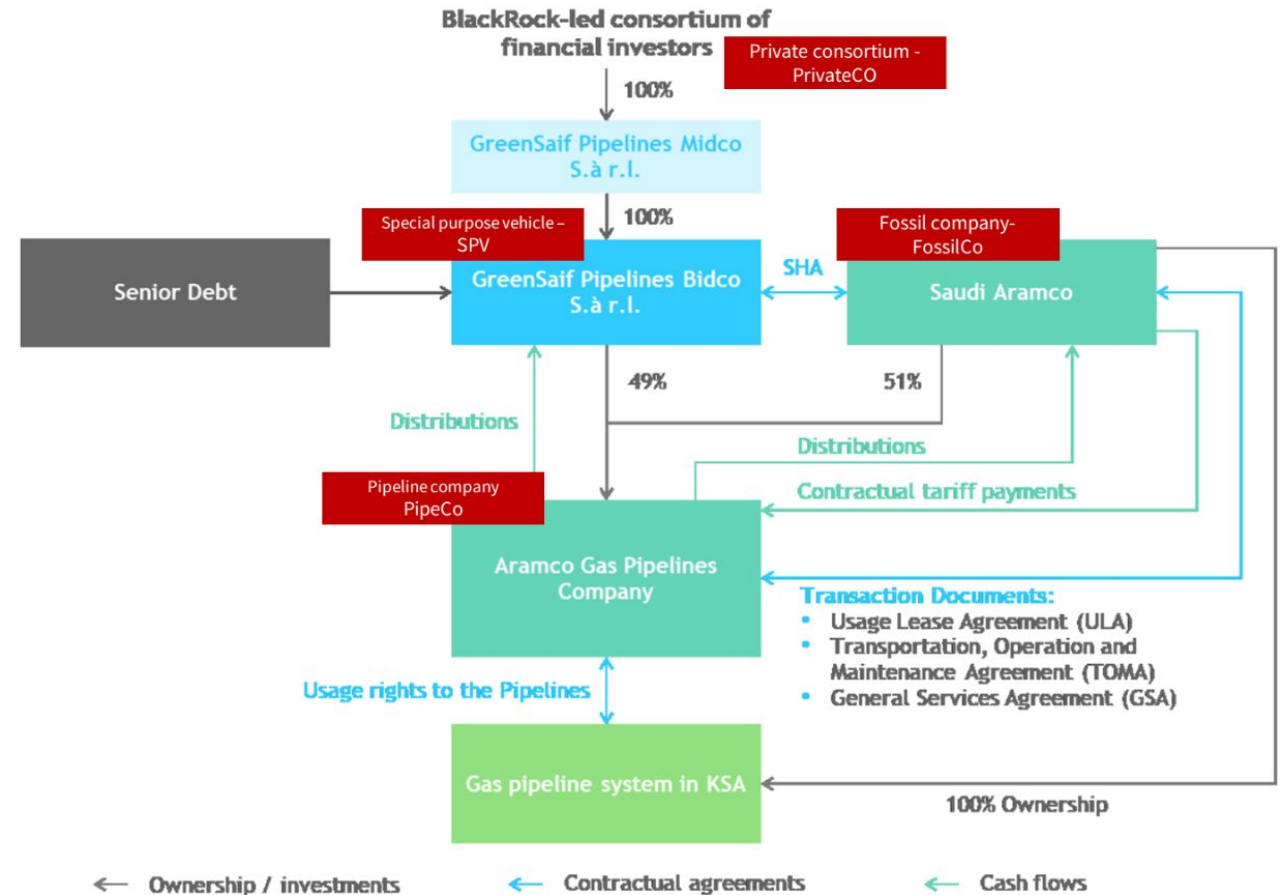 BlackRock-led consortium of
financial investors
Private consortium -
PrivateCO
100%
GreenSaif Pipelines Midco
S.à r.l.
100%
Special purpose vehicle –
SPV
Fossil company-
FossilCo
Senior Debt
GreenSaif Pipelines Bidco
S.à r.l.
SHA
Saudi Aramco
49%
51%
Distributions
Distributions
Contractual tariff payments
Pipeline company
PipeCo
Aramco Gas Pipelines
Company
Transaction Documents:
• Usage Lease Agreement (ULA)
• Transportation, Operation and
Maintenance Agreement (TOMA)
• General Services Agreement (GSA)
Usage rights to the Pipelines
Gas pipeline system in KSA
100% Ownership
Ownership / investments
Contractual agreements
Cash flows